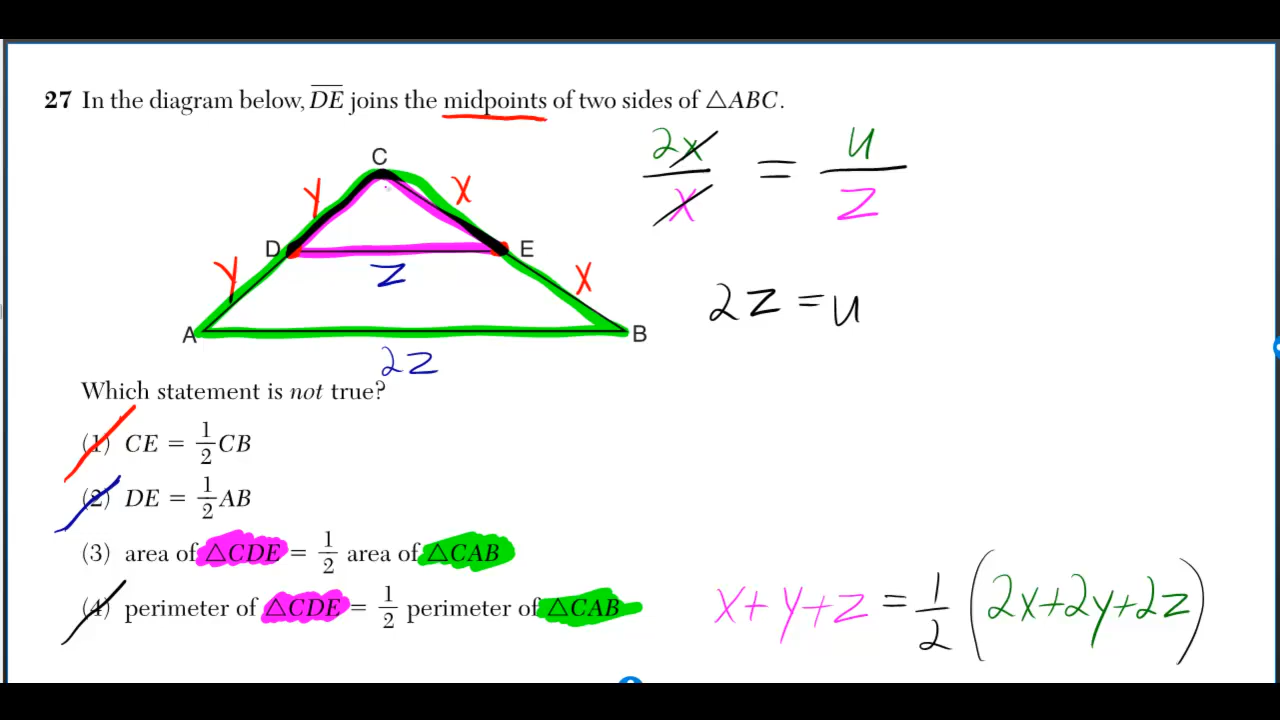 27 In the diagram below, DE joins the midpoints of two sides of △ABC.
2x/x = u/z
C
y
x
D
E
y
z
x
2z = u
A
B
2z
Which statement is not true?
(1) CE = 1/2 CB
(2) DE = 1/2 AB
(3) area of △CDE = 1/2 area of △CAB
(4) perimeter of △CDE = 1/2 perimeter of △CAB
x+y+z = 1/2 (2x+2y+2z)